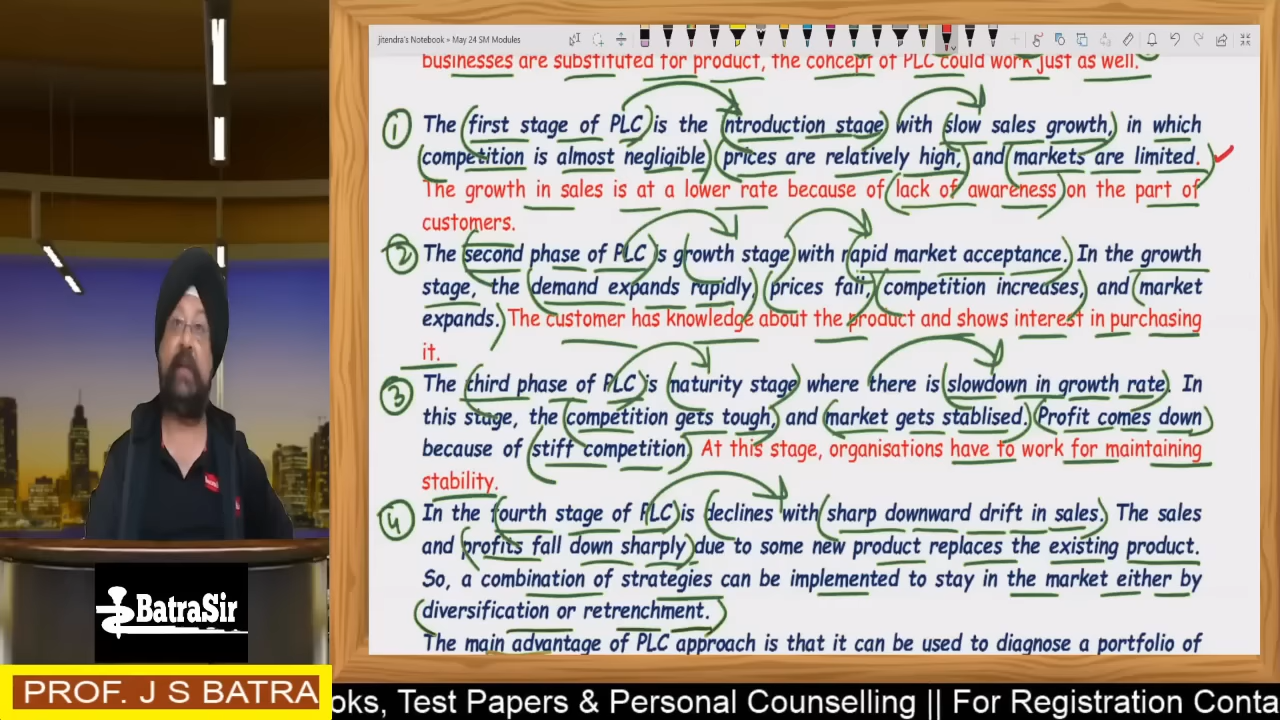 jitendra's Notebook » May 24 SM Modules
businesses are substituted for product, the concept of PLC could work just as well.
1 The first stage of PLC is the introduction stage with slow sales growth, in which
competition is almost negligible, prices are relatively high, and markets are limited.
The growth in sales is at a lower rate because of lack of awareness on the part of
customers.
2 The second phase of PLC is growth stage with rapid market acceptance. In the growth
stage, the demand expands rapidly, prices fall, competition increases, and market
expands. The customer has knowledge about the product and shows interest in purchasing
it.
3 The third phase of PLC is maturity stage where there is slowdown in growth rate. In
this stage, the competition gets tough, and market gets stablised. Profit comes down
because of stiff competition. At this stage, organisations have to work for maintaining
stability.
4 In the fourth stage of PLC is declines with sharp downward drift in sales. The sales
and profits fall down sharply due to some new product replaces the existing product.
So, a combination of strategies can be implemented to stay in the market either by
diversification or retrenchment.
The main advantage of PLC approach is that it can be used to diagnose a portfolio of
BatraSir
PROF. J S BATRA
oks, Test Papers & Personal Counselling || For Registration Conta